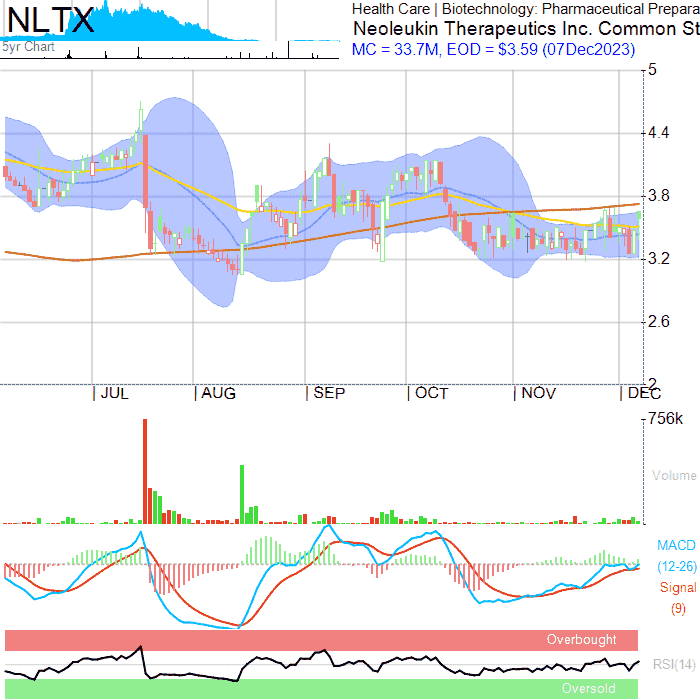 NLTX
5yr Chart
Health Care | Biotechnology: Pharmaceutical Prepara
Neoleukin Therapeutics Inc. Common St
MC = 33.7M, EOD = $3.59 (07Dec2023)
5
4.4
3.8
3.2
2.6
2
JUL
AUG
SEP
OCT
NOV
DEC
756k
Volume
MACD
(12-26)
Signal
(9)
Overbought
RSI(14)
Oversold